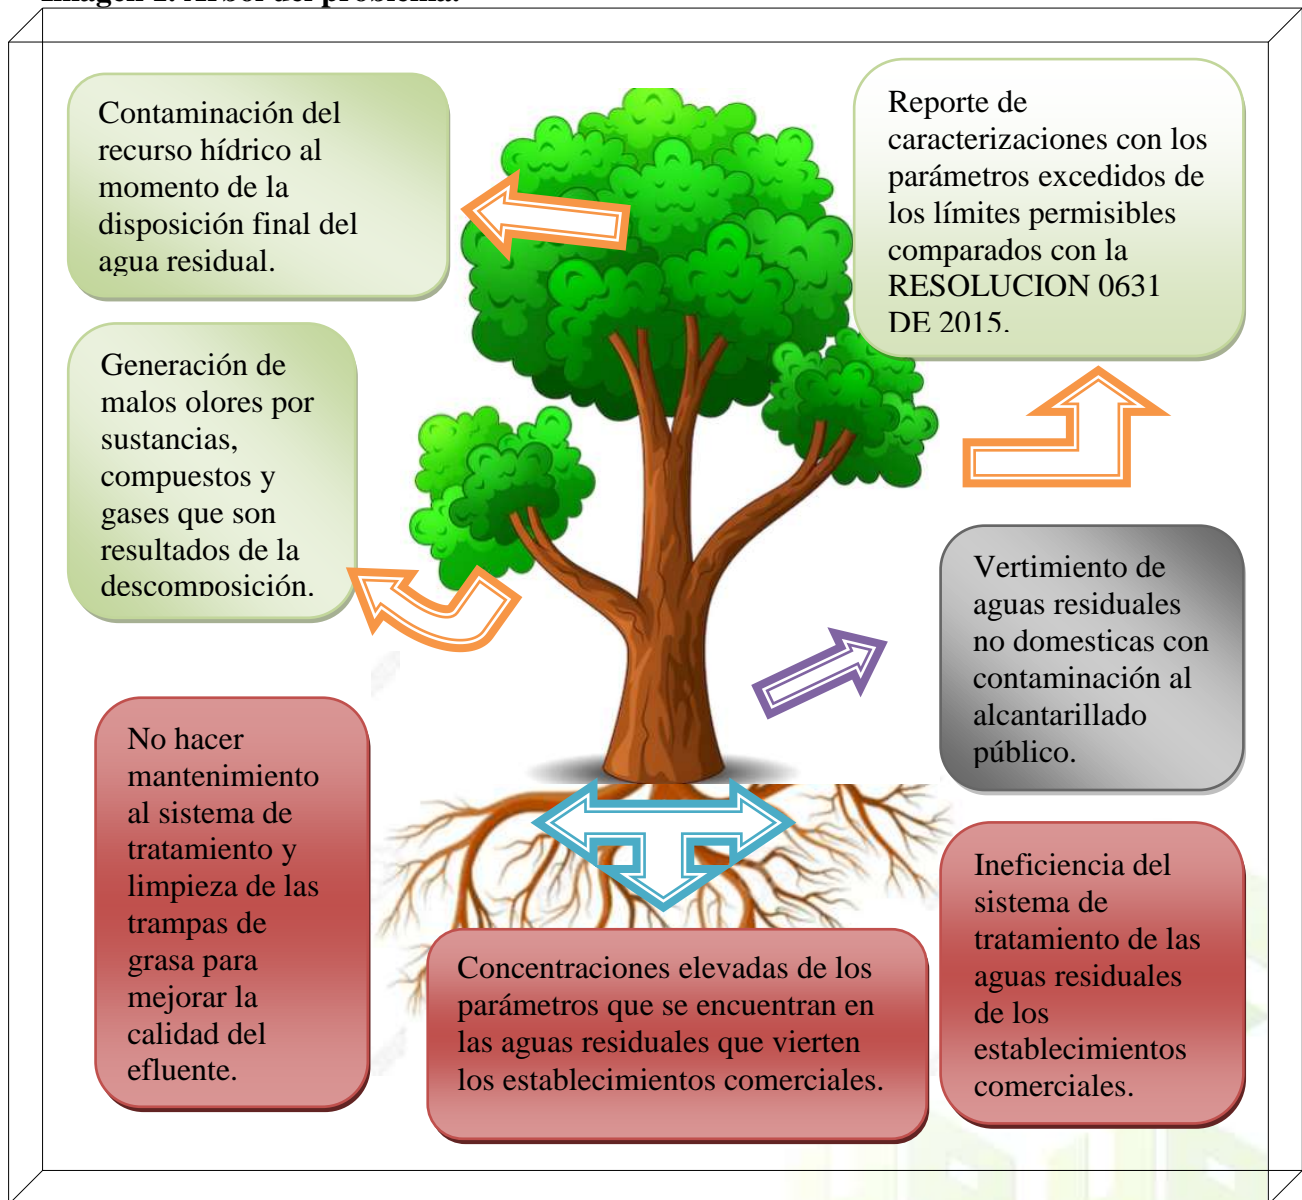 Imagen 1. Árbol del problema.
Contaminación del
recurso hídrico al
momento de la
disposición final del
agua residual.
Reporte de
caracterizaciones con los
parámetros excedidos de
los límites permisibles
comparados con la
RESOLUCION 0631
DE 2015.
Generación de
malos olores por
sustancias,
compuestos y
gases que son
resultados de la
descomposición.
Vertimiento de
aguas residuales
no domesticas con
contaminación al
alcantarillado
público.
No hacer
mantenimiento
al sistema de
tratamiento y
limpieza de las
trampas de
grasa para
mejorar la
calidad del
efluente.
Concentraciones elevadas de los
parámetros que se encuentran en
las aguas residuales que vierten
los establecimientos comerciales.
Ineficiencia del
sistema de
tratamiento de las
aguas residuales
de los
establecimientos
comerciales.